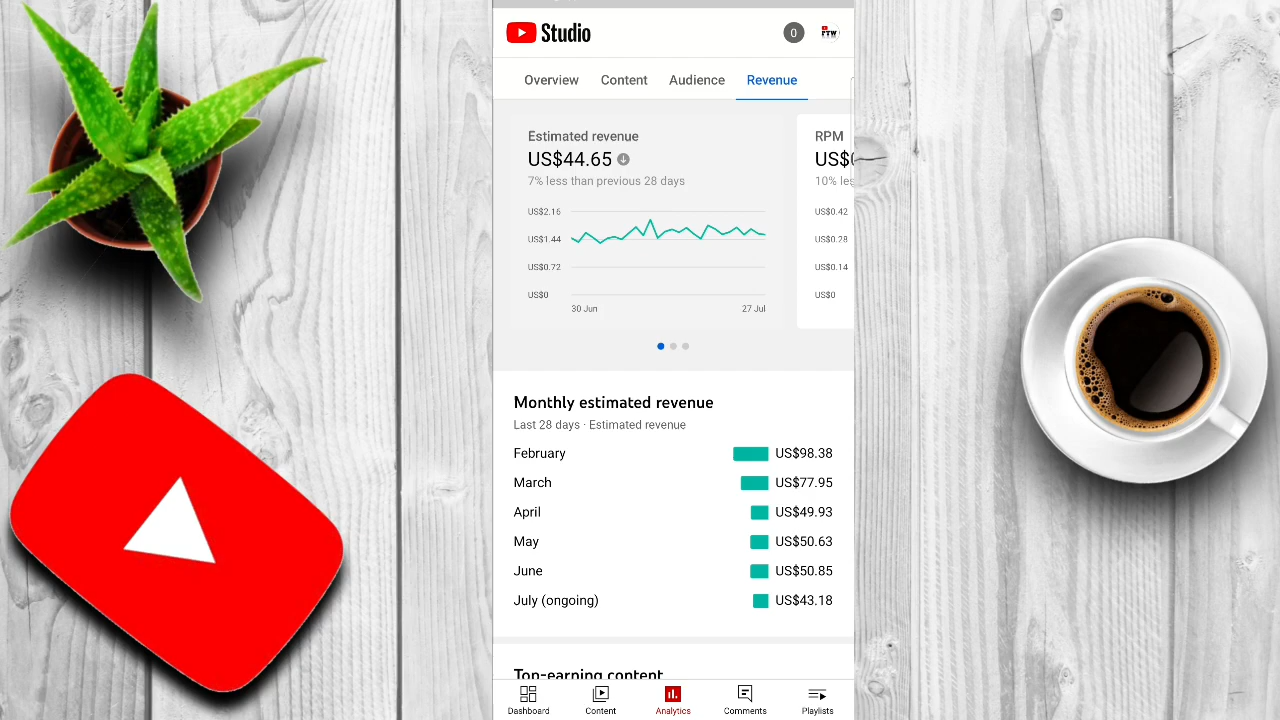 Studio
0
FTW
Overview Content Audience Revenue
Estimated revenue
US$44.65
7% less than previous 28 days
US$2.16
US$1.44
US$0.72
US$0
30 Jun 27 Jul
RPM
US$
10% les
US$0.42
US$0.28
US$0.14
US$0
Monthly estimated revenue
Last 28 days · Estimated revenue
February US$98.38
March US$77.95
April US$49.93
May US$50.63
June US$50.85
July (ongoing) US$43.18
Top-earning content
Dashboard Content Analytics Comments Playlists